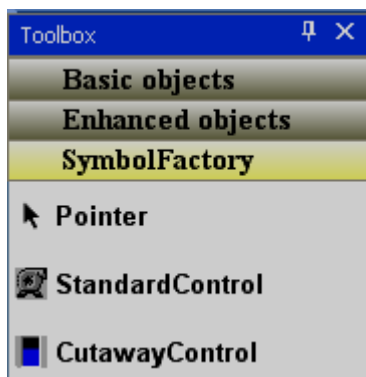 Toolbox
Basic objects
Enhanced objects
SymbolFactory
Pointer
StandardControl
CutawayControl